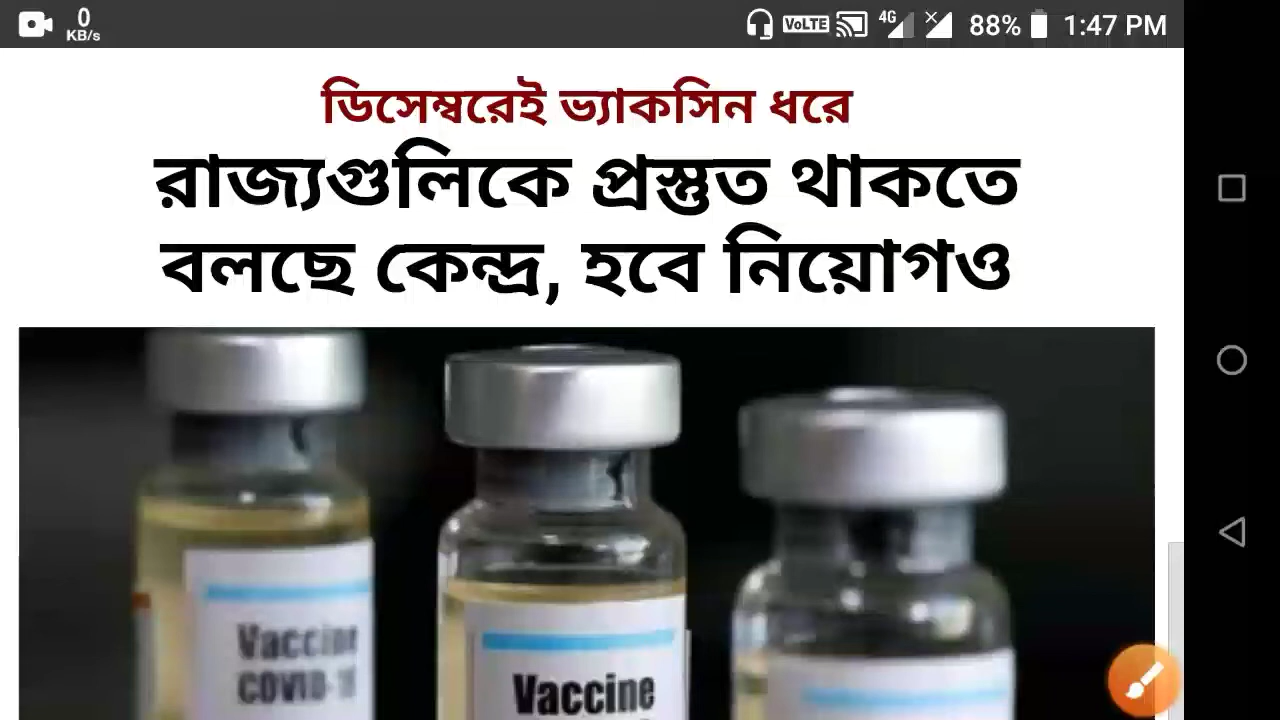 0
KB/s
VoLTE
4G
88%
1:47 PM
ডিসেম্বরেই ভ্যাকসিন ধরে
রাজ্যগুলিকে প্রস্তুত থাকতে
বলছে কেন্দ্র, হবে নিয়োগও
Vaccine
COVID-1
Vaccine